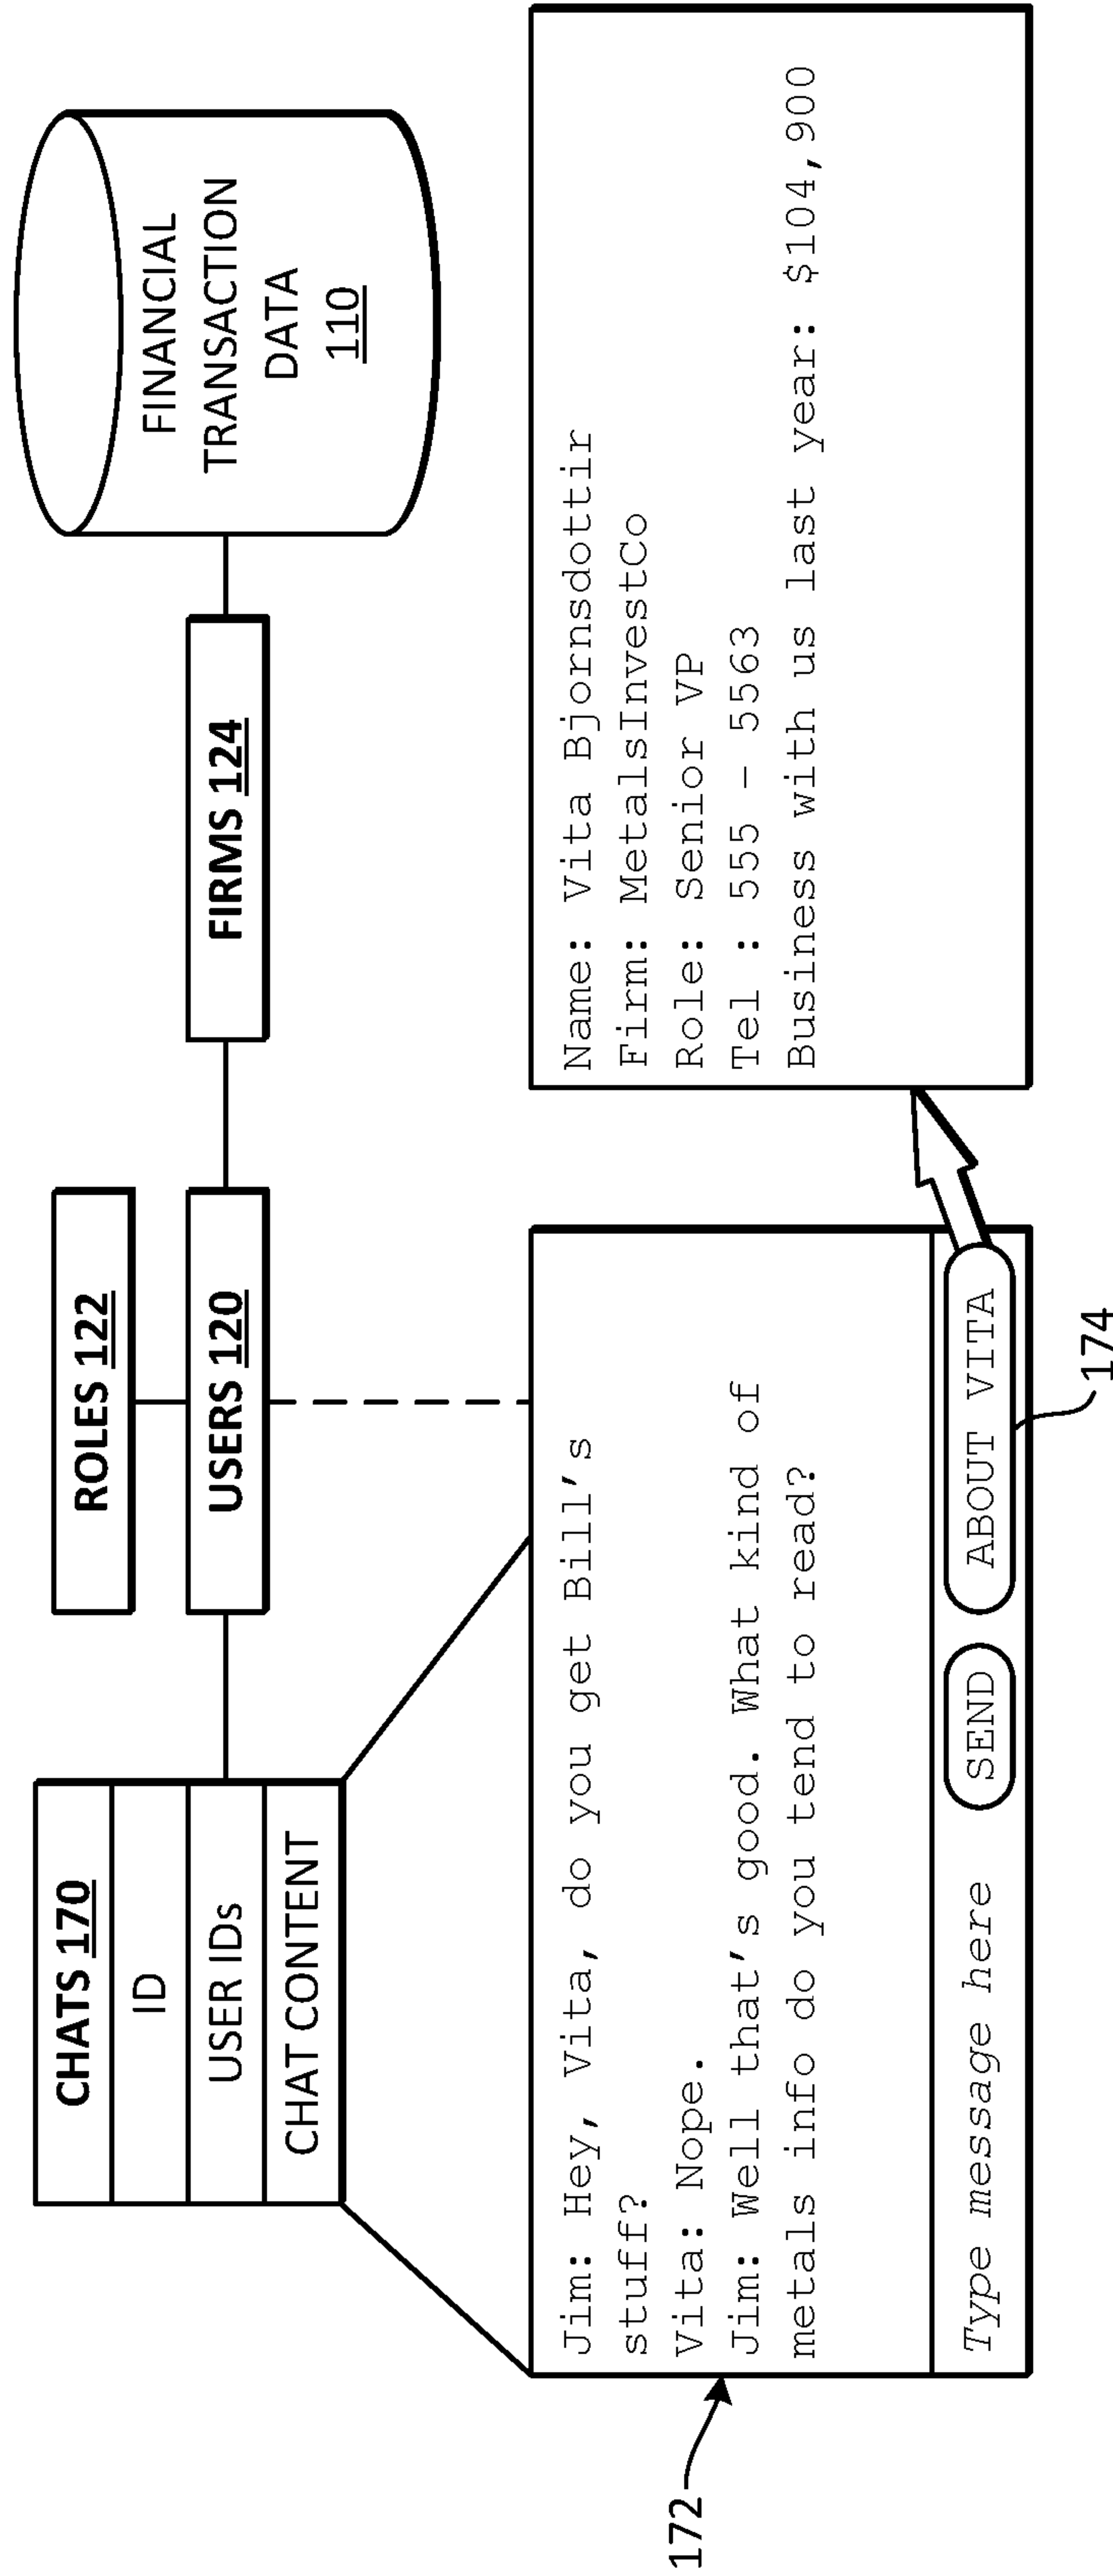 CHATS 170
ID
USER IDs
CHAT CONTENT
ROLES 122
USERS 120
FIRMS 124
FINANCIAL
TRANSACTION
DATA
110
172
Jim: Hey, Vita, do you get Bill's
stuff?
Vita: Nope.
Jim: Well that's good. What kind of
metals info do you tend to read?
Type message here
SEND
ABOUT VITA
174
Name: Vita Bjornsdottir
Firm: MetalsInvestCo
Role: Senior VP
Tel : 555 - 5563
Business with us last year: $104,900